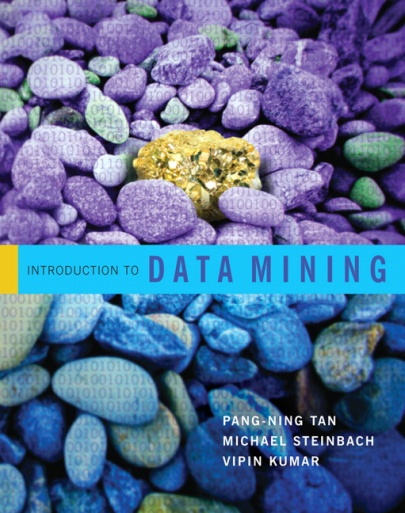 INTRODUCTION TO DATA MINING
PANG-NING TAN
MICHAEL STEINBACH
VIPIN KUMAR